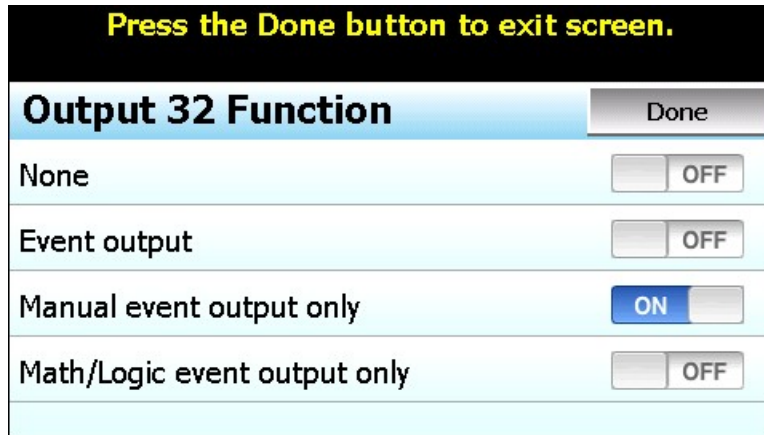 Press the Done button to exit screen.
Output 32 Function Done
None OFF
Event output OFF
Manual event output only ON
Math/Logic event output only OFF